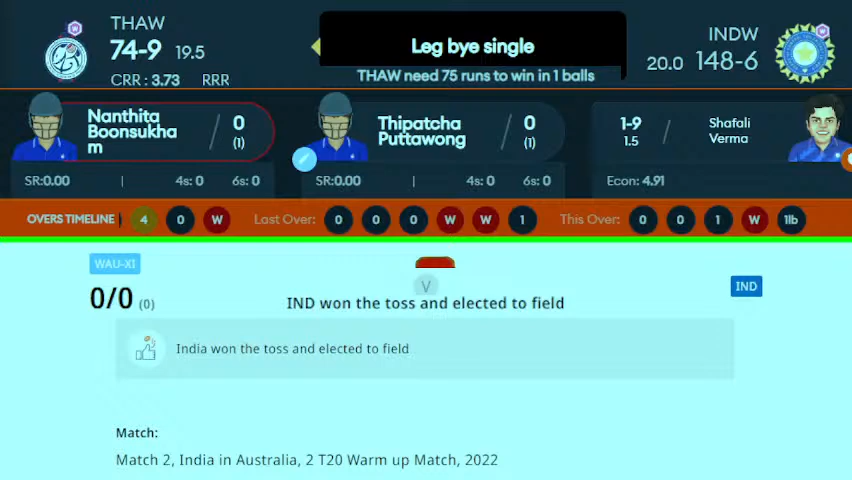 THAW
74-9 19.5
CRR : 3.73 RRR
Leg bye single
THAW need 75 runs to win in 1 balls
INDW
20.0 148-6
W
W
Nanthita
Boonsukha
m
0
(1)
Thipatcha
Puttawong
0
(1)
1-9
1.5
Shafali
Verma
SR:0.00 | 4s: 0 6s: 0
SR:0.00 | 4s: 0 6s: 0
Econ: 4.91
OVERS TIMELINE 4 0 W Last Over: 0 0 0 W W 1 This Over: 0 0 1 W 1lb
WAU-XI
0/0 (0)
V
IND won the toss and elected to field
IND
India won the toss and elected to field
Match:
Match 2, India in Australia, 2 T20 Warm up Match, 2022